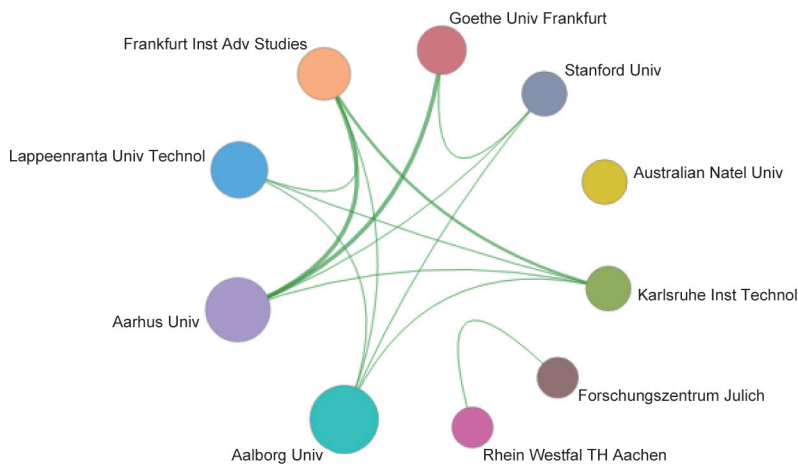 Goethe Univ Frankfurt
Frankfurt Inst Adv Studies
Stanford Univ
Lappeenranta Univ Technol
Australian Natel Univ
Karlsruhe Inst Technol
Aarhus Univ
Forschungszentrum Julich
Aalborg Univ
Rhein Westfal TH Aachen